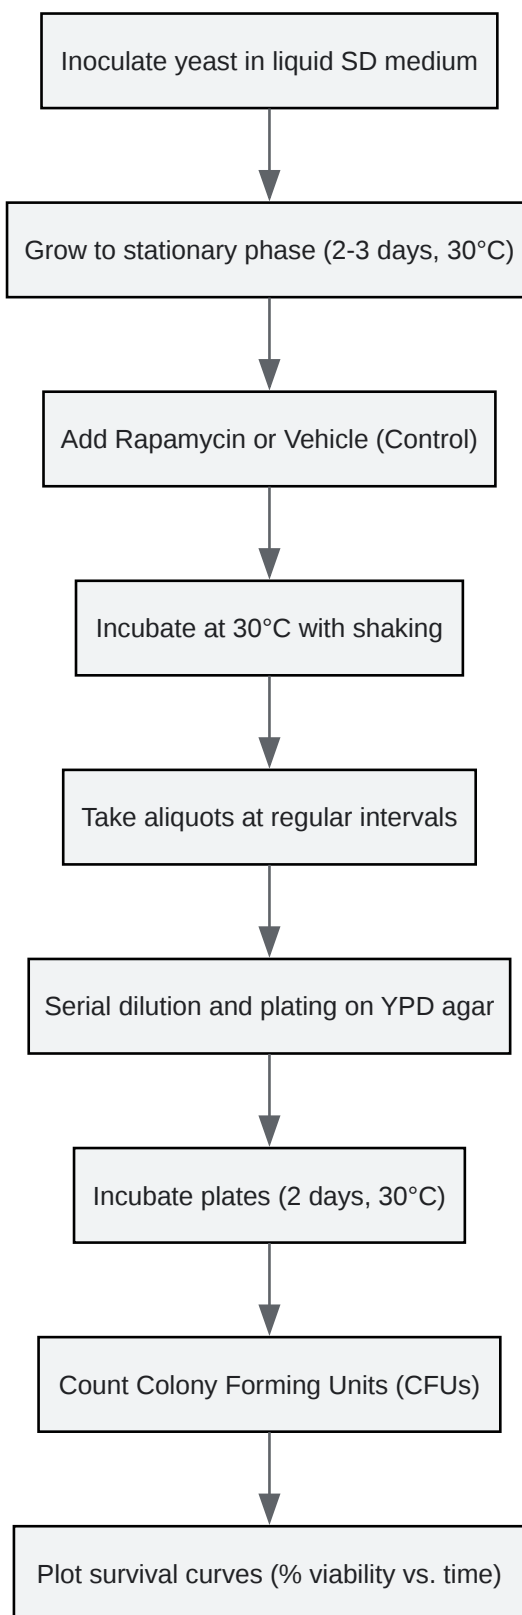 Inoculate yeast in liquid SD medium
Grow to stationary phase (2-3 days, 30°C)
Add Rapamycin or Vehicle (Control)
Incubate at 30°C with shaking
Take aliquots at regular intervals
Serial dilution and plating on YPD agar
Incubate plates (2 days, 30°C)
Count Colony Forming Units (CFUs)
Plot survival curves (% viability vs. time)